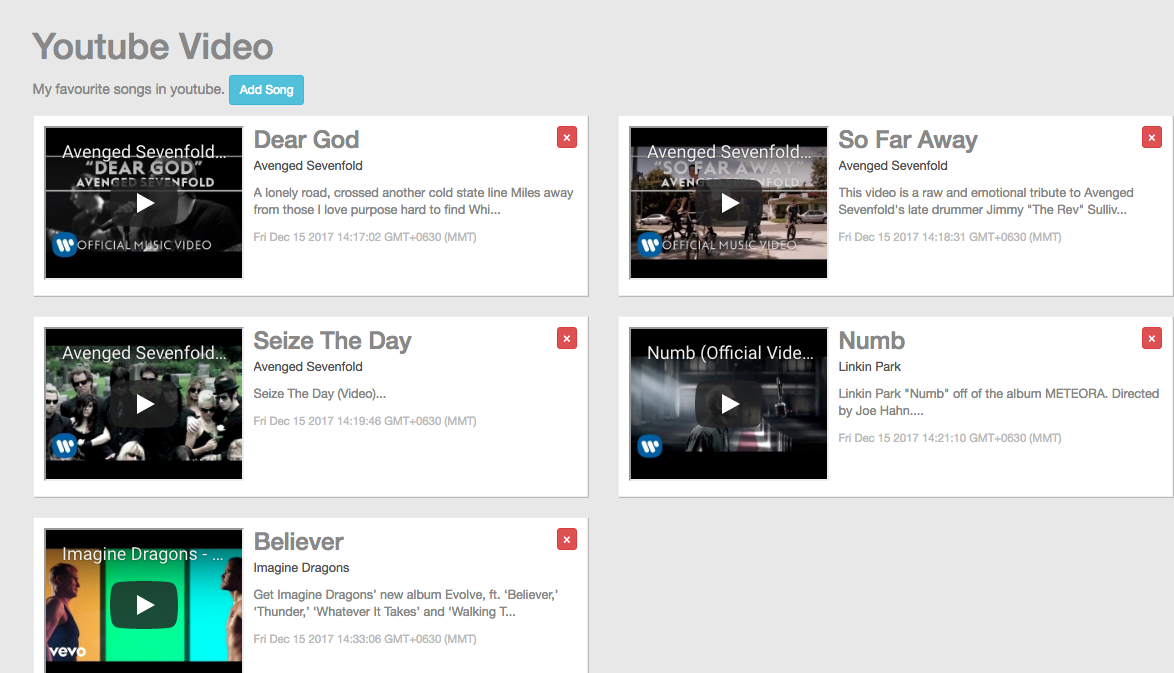 Youtube Video
My favourite songs in youtube. Add Song
Avenged Sevenfold...
"DEAR GOD"
AVENGED SEVENFOLD
OFFICIAL MUSIC VIDEO
Dear God
×
Avenged Sevenfold
A lonely road, crossed another cold state line Miles away
from those I love purpose hard to find Whi...
Fri Dec 15 2017 14:17:02 GMT+0630 (MMT)
Avenged Sevenfold...
"SO FAR AWAY"
AVENGED SEVENFOLD
OFFICIAL MUSIC VIDEO
So Far Away
×
Avenged Sevenfold
This video is a raw and emotional tribute to Avenged
Sevenfold's late drummer Jimmy "The Rev" Sulliv...
Fri Dec 15 2017 14:18:31 GMT+0630 (MMT)
Avenged Sevenfold...
Seize The Day
×
Avenged Sevenfold
Seize The Day (Video)...
Fri Dec 15 2017 14:19:46 GMT+0630 (MMT)
Numb (Official Vide...
Numb
×
Linkin Park
Linkin Park "Numb" off of the album METEORA. Directed
by Joe Hahn....
Fri Dec 15 2017 14:21:10 GMT+0630 (MMT)
Imagine Dragons - ...
vevo
Believer
×
Imagine Dragons
Get Imagine Dragons’ new album Evolve, ft. ‘Believer,’
‘Thunder,’ ‘Whatever It Takes’ and ‘Walking T...
Fri Dec 15 2017 14:33:06 GMT+0630 (MMT)